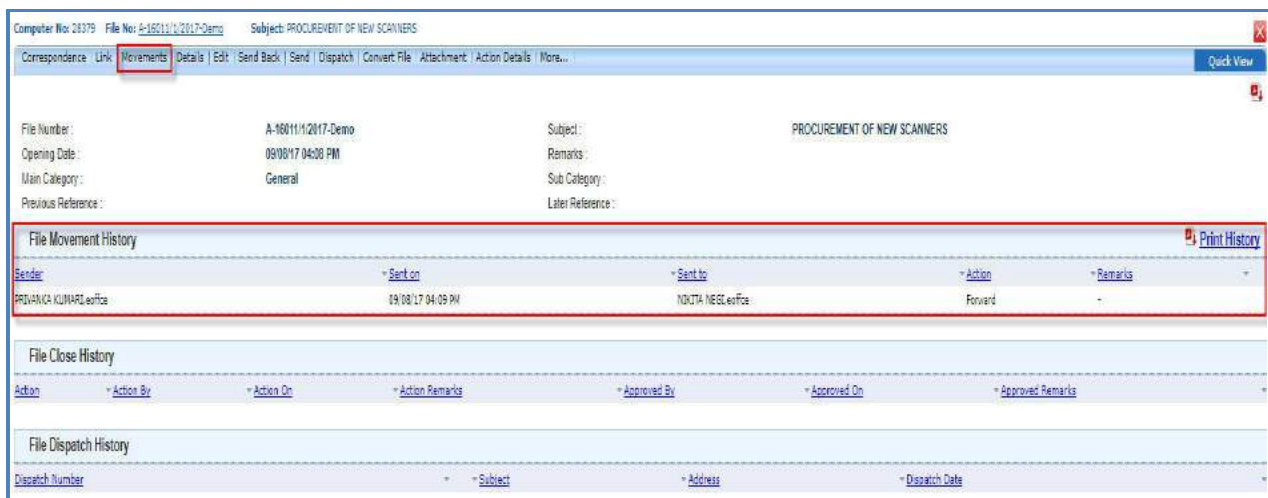 Computer No: 28379 File No: A-16011/1/2017-Demo Subject: PROCUREMENT OF NEW SCANNERS
Correspondence | Link | Movements | Details | Edit | Send Back | Send | Dispatch | Convert File | Attachment | Action Details | More...
Quick View
File Number : A-16011/1/2017-Demo Subject : PROCUREMENT OF NEW SCANNERS
Opening Date : 09/08/17 04:08 PM Remarks :
Main Category : General Sub Category :
Previous Reference : Later Reference :
File Movement History Print History
Sender Sent on Sent to Action Remarks
PRIYANKA KUMARI.eoffice 09/08/17 04:09 PM NIKITA NEGI.eoffice Forward -
File Close History
Action Action By Action On Action Remarks Approved By Approved On Approved Remarks
File Dispatch History
Dispatch Number Subject Address Dispatch Date